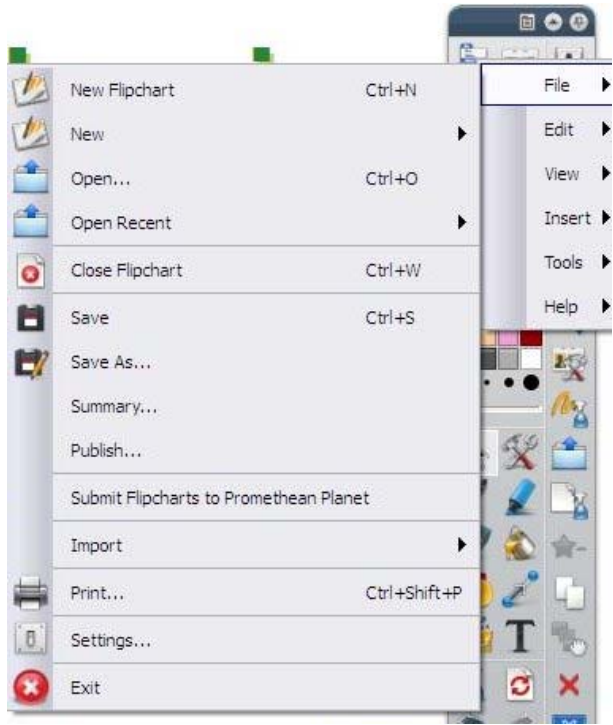 New Flipchart Ctrl+N
New
Open... Ctrl+O
Open Recent
Close Flipchart Ctrl+W
Save Ctrl+S
Save As...
Summary...
Publish...
Submit Flipcharts to Promethean Planet
Import
Print... Ctrl+Shift+P
Settings...
Exit
File
Edit
View
Insert
Tools
Help
T